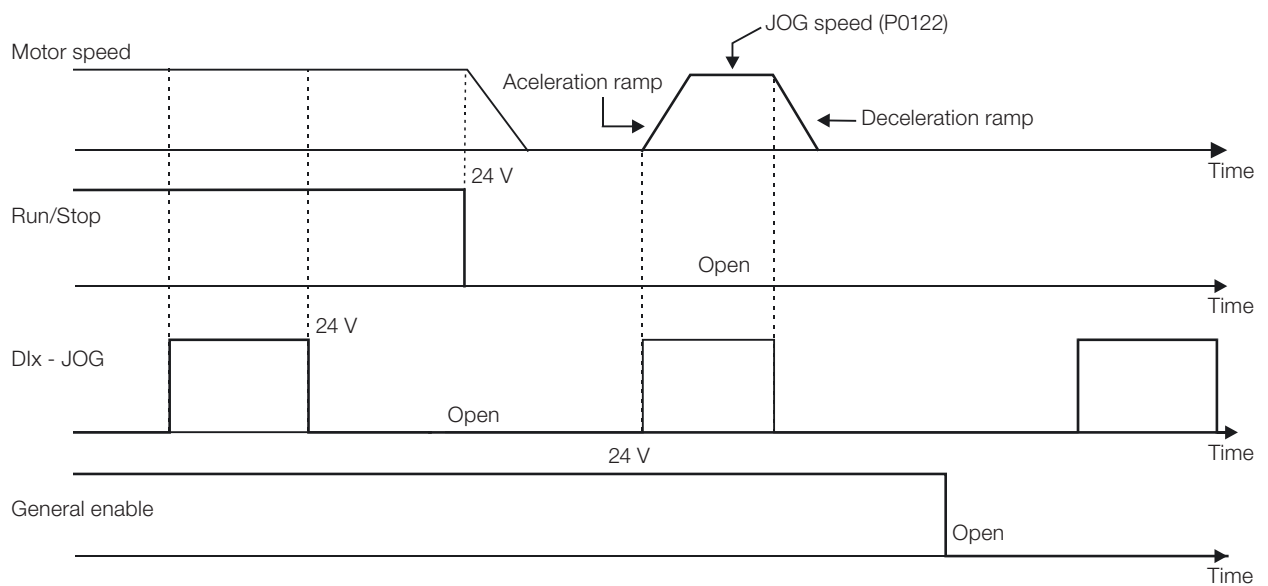 JOG speed (P0122)
Motor speed
Aceleration ramp
Deceleration ramp
Time
24 V
Run/Stop
Open
Time
24 V
DIx - JOG
Open
Time
24 V
General enable
Open
Time